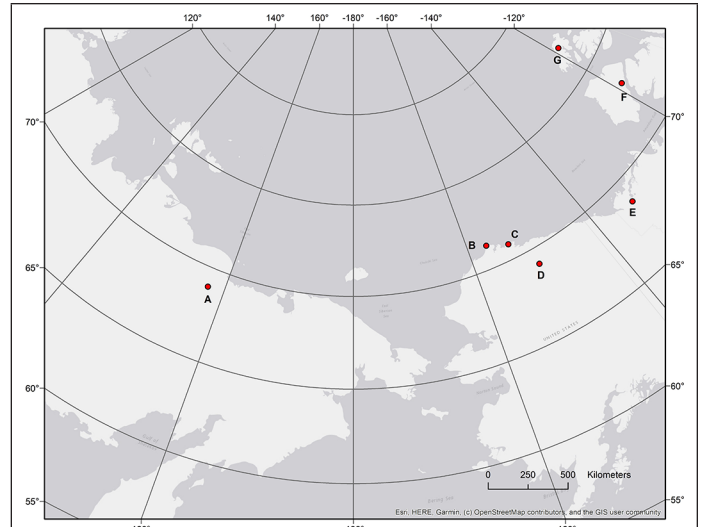 120° 140° 160° -180° -160° -140° -120°
G
F
70° 70°
E
C
B
D
65° 65°
A
UNITED STATES
60° 60°
0 250 500 Kilometers
55° 55°
Esri, HERE, Garmin, (c) OpenStreetMap contributors, and the GIS user community